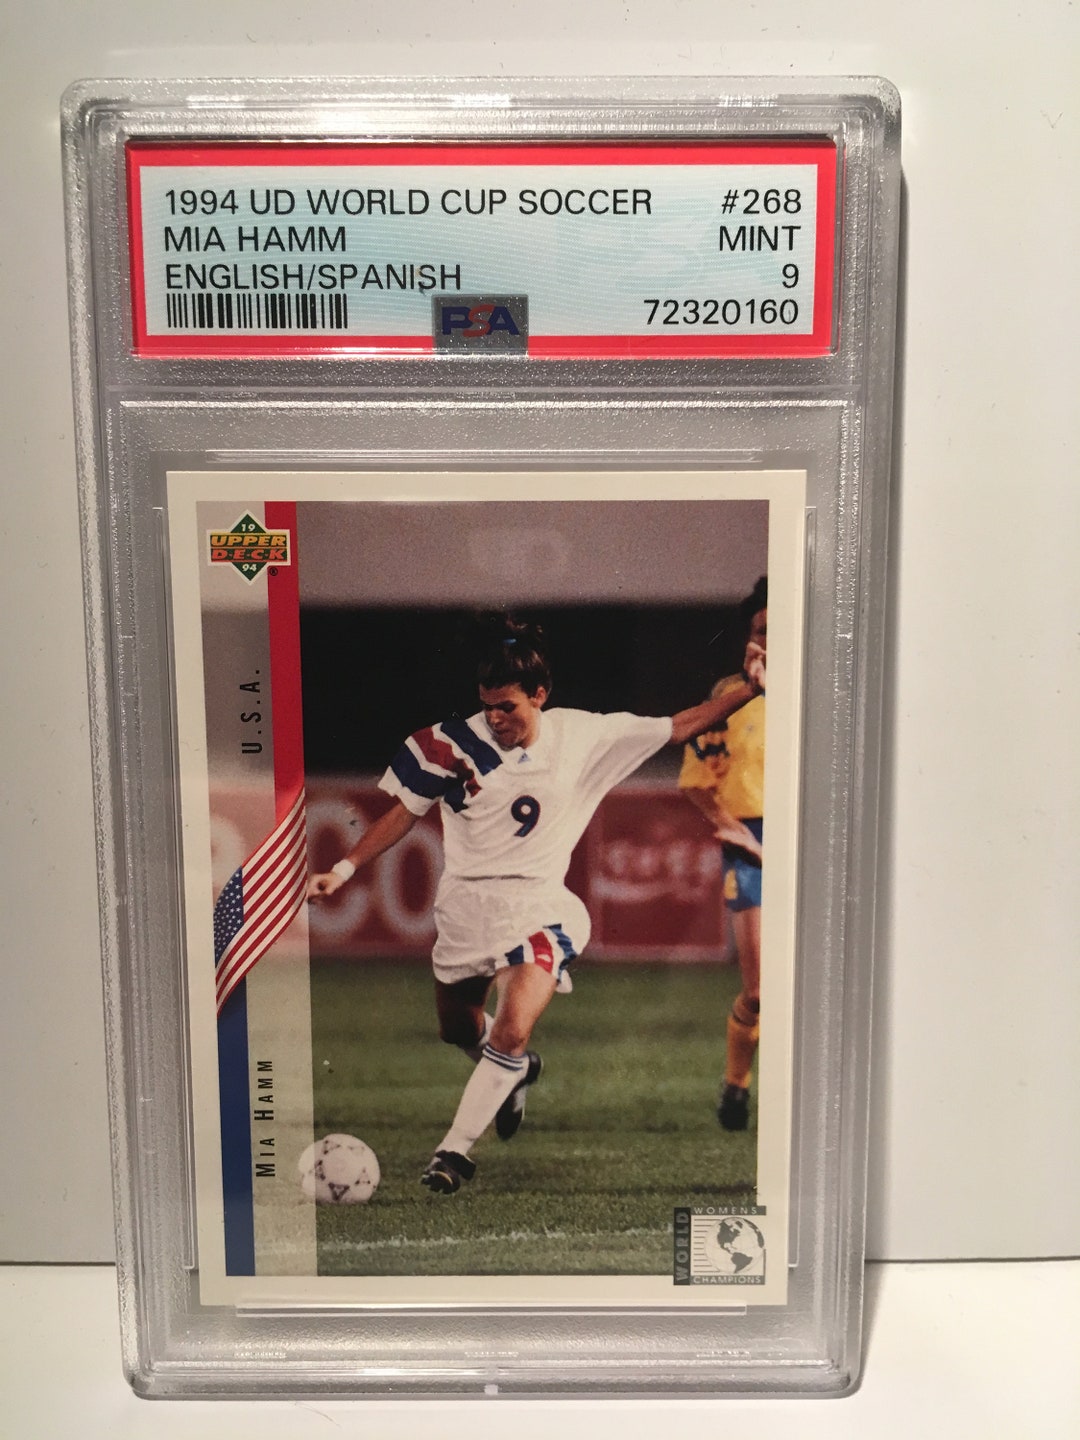 1994 UD WORLD CUP SOCCER #268
MIA HAMM MINT
ENGLISH/SPANISH 9
PSA 72320160
19
UPPER
D·E·C·K
94
®
U.S.A.
9
MIA HAMM
WOMENS
WORLD
CHAMPIONS